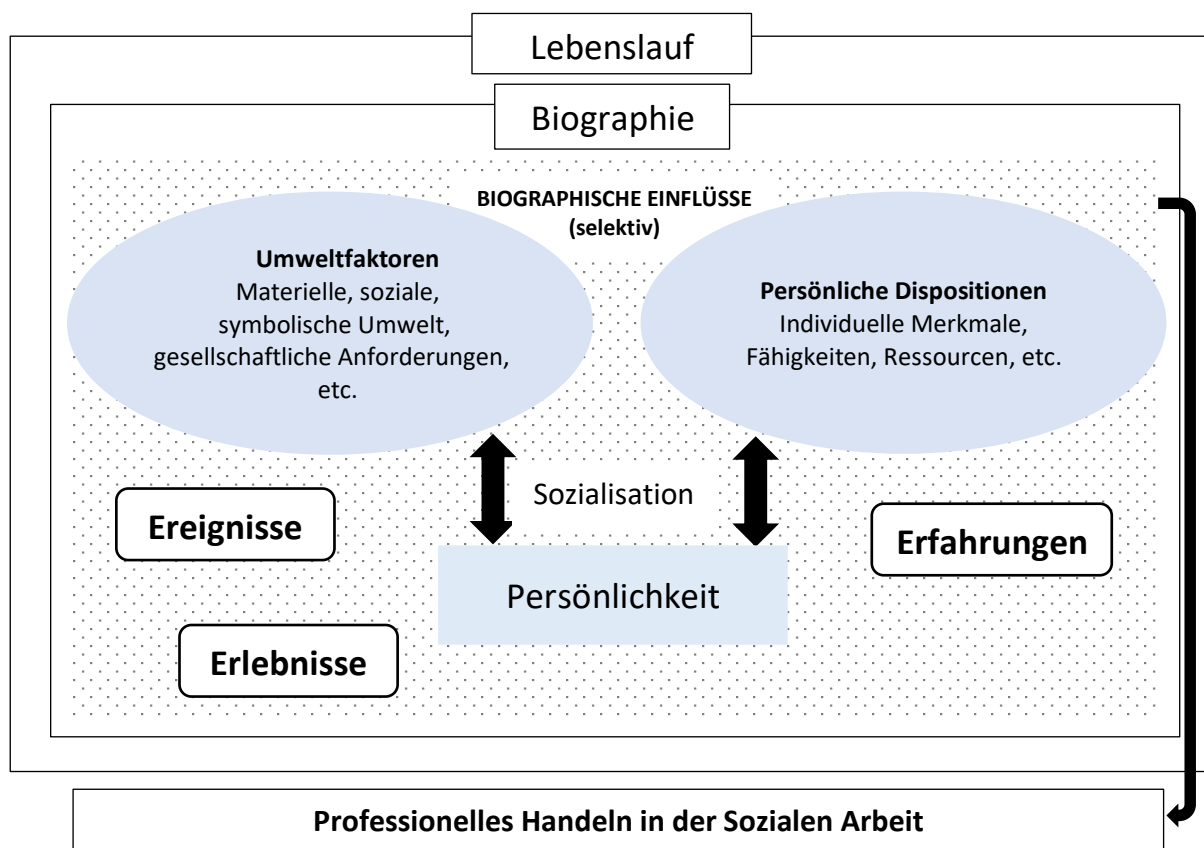 Lebenslauf
Biographie
BIOGRAPHISCHE EINFLÜSSE
(selektiv)
Umweltfaktoren
Materielle, soziale,
symbolische Umwelt,
gesellschaftliche Anforderungen,
etc.
Persönliche Dispositionen
Individuelle Merkmale,
Fähigkeiten, Ressourcen, etc.
Sozialisation
Ereignisse
Erfahrungen
Persönlichkeit
Erlebnisse
Professionelles Handeln in der Sozialen Arbeit